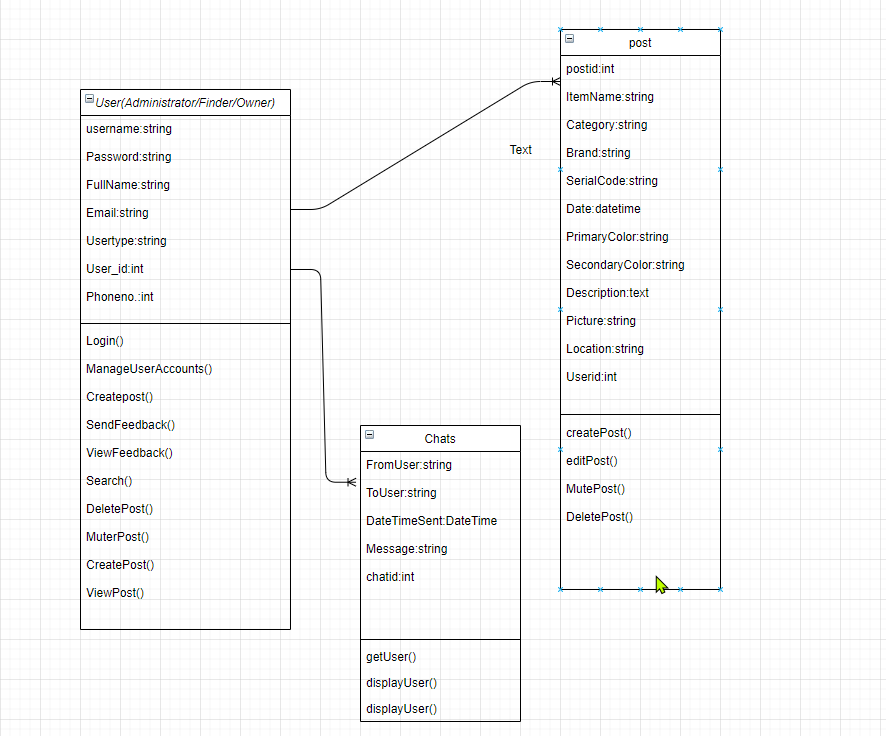 User(Administrator/Finder/Owner)
username:string
Password:string
FullName:string
Email:string
Usertype:string
User_id:int
Phoneno.:int
Login()
ManageUserAccounts()
Createpost()
SendFeedback()
ViewFeedback()
Search()
DeletePost()
MuterPost()
CreatePost()
ViewPost()
Text
post
postid:int
ItemName:string
Category:string
Brand:string
SerialCode:string
Date:datetime
PrimaryColor:string
SecondaryColor:string
Description:text
Picture:string
Location:string
Userid:int
createPost()
editPost()
MutePost()
DeletePost()
Chats
FromUser:string
ToUser:string
DateTimeSent:DateTime
Message:string
chatid:int
getUser()
displayUser()
displayUser()